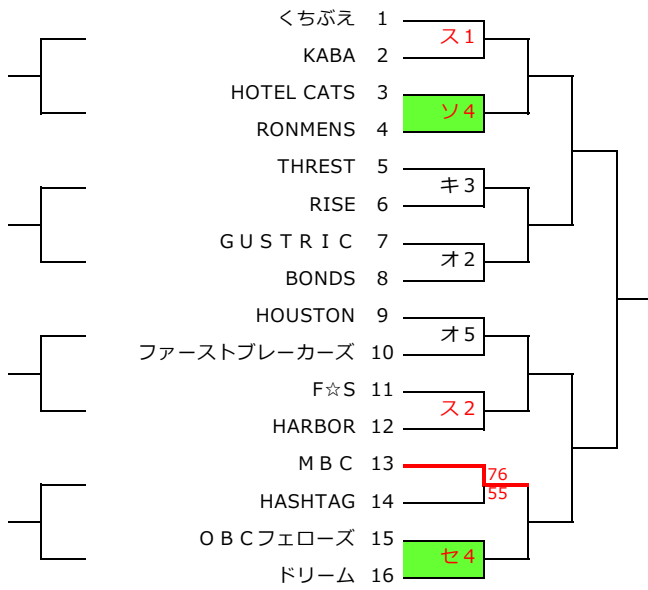 くちぶえ 1
ス1
KABA 2
HOTEL CATS 3
ソ4
RONMENS 4
THREST 5
キ3
RISE 6
ＧＵＳＴＲＩＣ 7
オ2
BONDS 8
HOUSTON 9
オ5
ファーストブレーカーズ 10
F☆S 11
ス2
HARBOR 12
ＭＢＣ 13
76
55
HASHTAG 14
ＯＢＣフェローズ 15
セ4
ドリーム 16